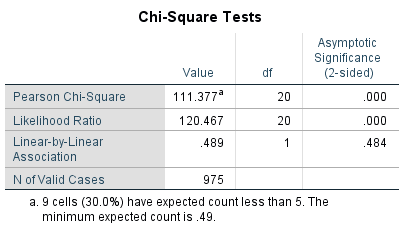 Chi-Square Tests
Asymptotic
Significance
Value df (2-sided)
Pearson Chi-Square 111.377a 20 .000
Likelihood Ratio 120.467 20 .000
Linear-by-Linear
Association .489 1 .484
N of Valid Cases 975
a. 9 cells (30.0%) have expected count less than 5. The
minimum expected count is .49.